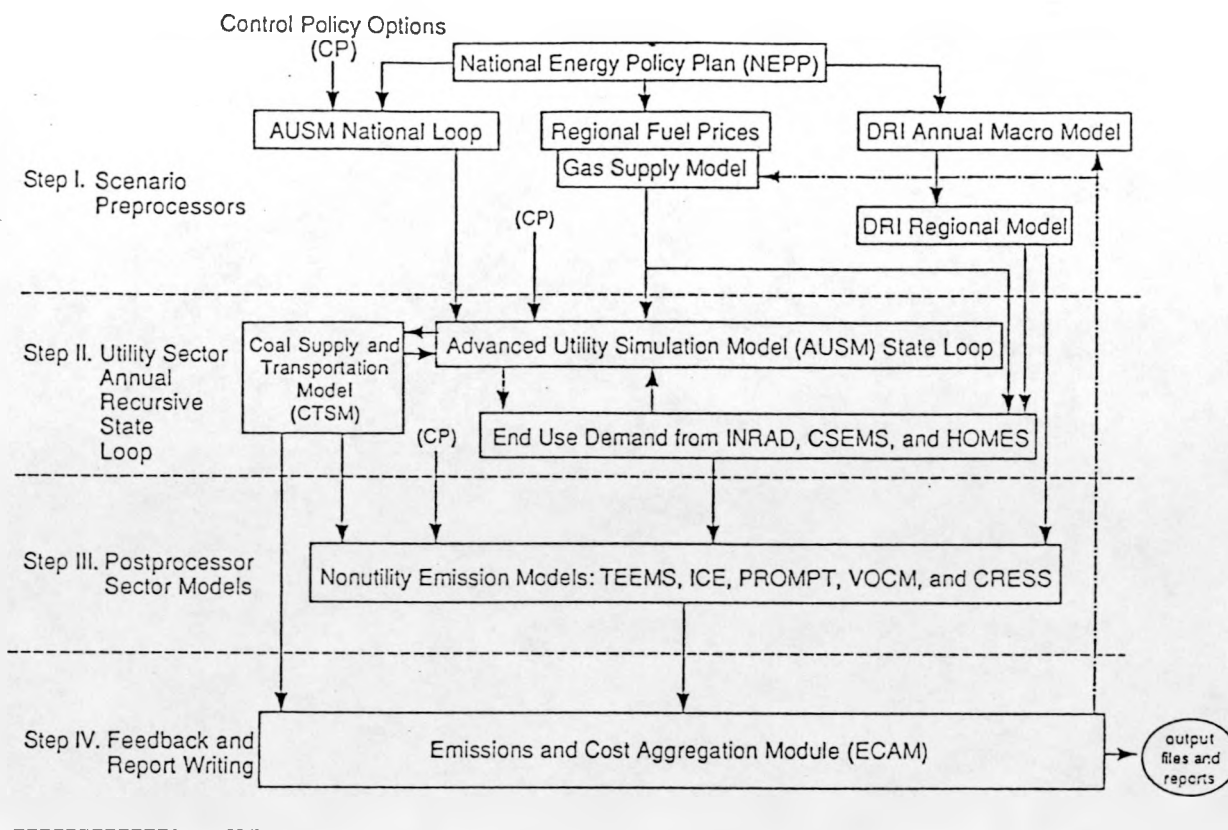 Control Policy Options
(CP)
National Energy Policy Plan (NEPP)
AUSM National Loop
Regional Fuel Prices
DRI Annual Macro Model
Gas Supply Model
Step I. Scenario
Preprocessors
(CP)
DRI Regional Model
Step II. Utility Sector
Annual
Recursive
State
Loop
Coal Supply and
Transportation
Model
(CTSM)
Advanced Utility Simulation Model (AUSM) State Loop
(CP)
End Use Demand from INRAD, CSEMS, and HOMES
Step III. Postprocessor
Sector Models
Nonutility Emission Models: TEEMS, ICE, PROMPT, VOCM, and CRESS
Step IV. Feedback and
Report Writing
Emissions and Cost Aggregation Module (ECAM)
output
files and
reports